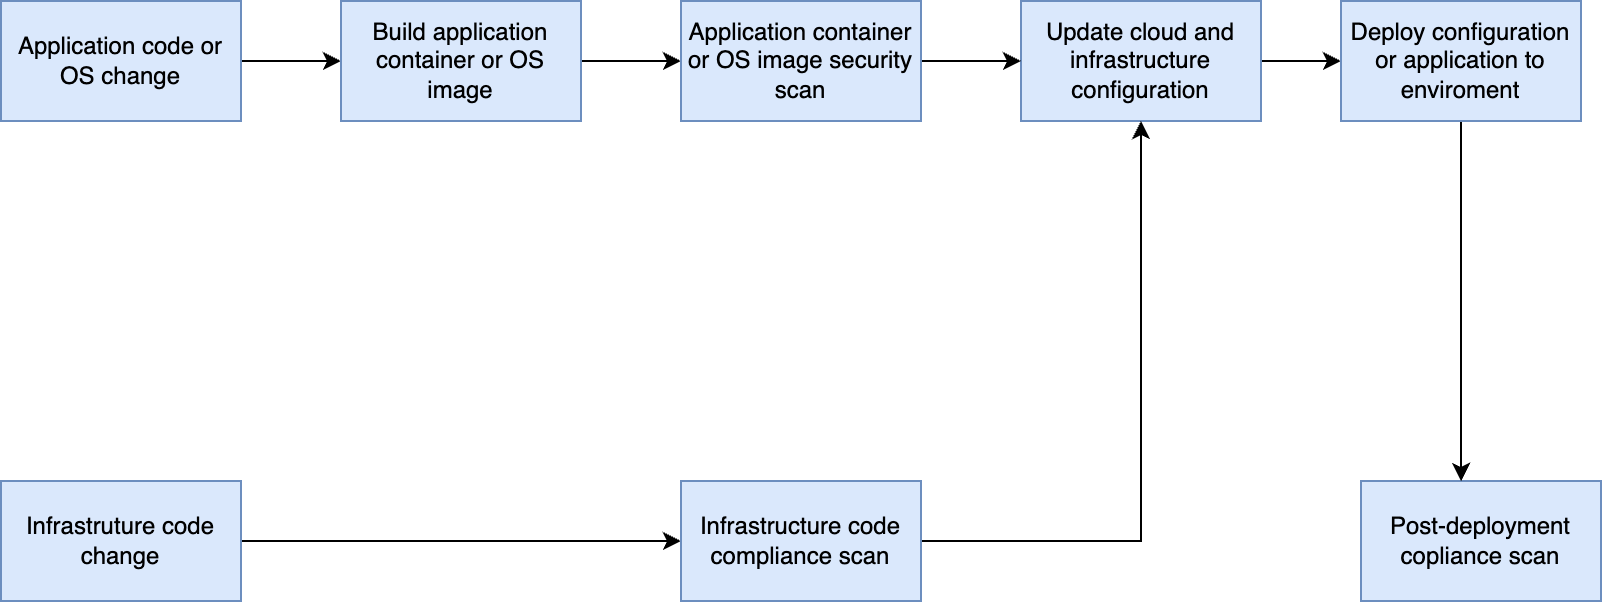 Application code or
OS change
Build application
container or OS
image
Application container
or OS image security
scan
Update cloud and
infrastructure
configuration
Deploy configuration
or application to
enviroment
Infrastruture code
change
Infrastructure code
compliance scan
Post-deployment
copliance scan